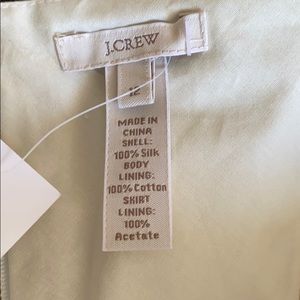 J.CREW
12
MADE IN
CHINA
SHELL:
100% Silk
BODY
LINING:
100% Cotton
SKIRT
LINING:
100%
Acetate